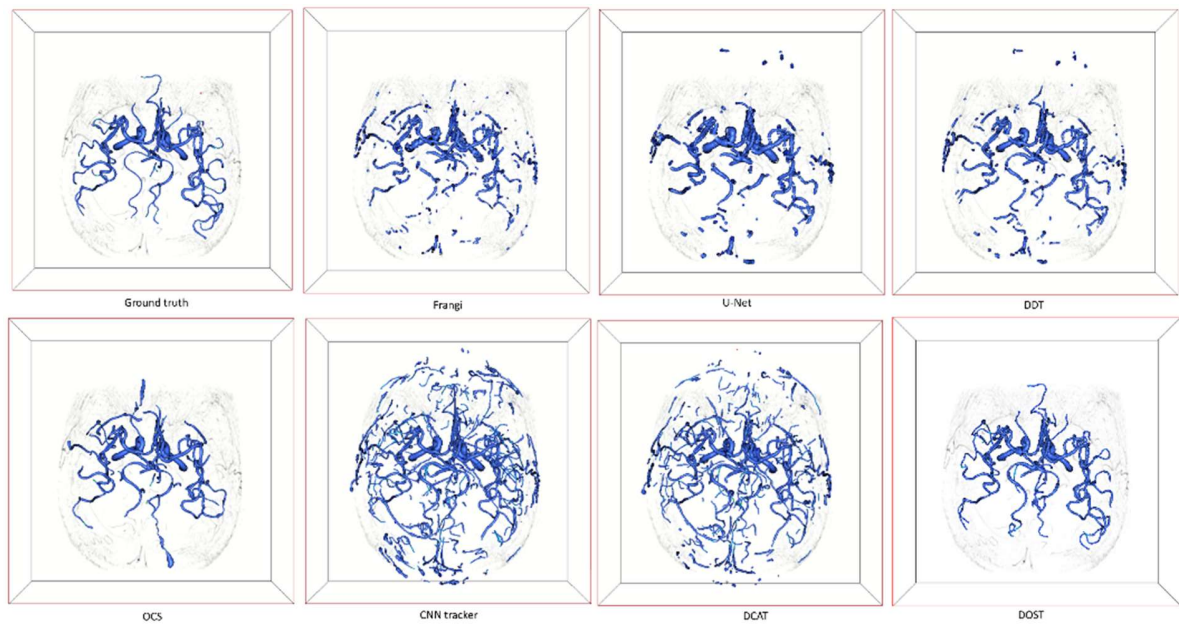 Ground truth
Frangi
U-Net
DDT
OCS
CNN tracker
DCAT
DOST